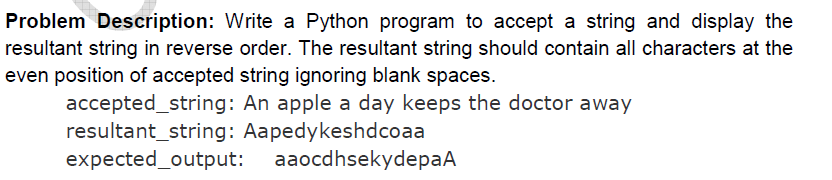 Problem Description: Write a Python program to accept a string and display the
resultant string in reverse order. The resultant string should contain all characters at the
even position of accepted string ignoring blank spaces.
accepted_string: An apple a day keeps the doctor away
resultant_string: Aapedykeshdcoaa
expected_output: aaocdhsekydepaA